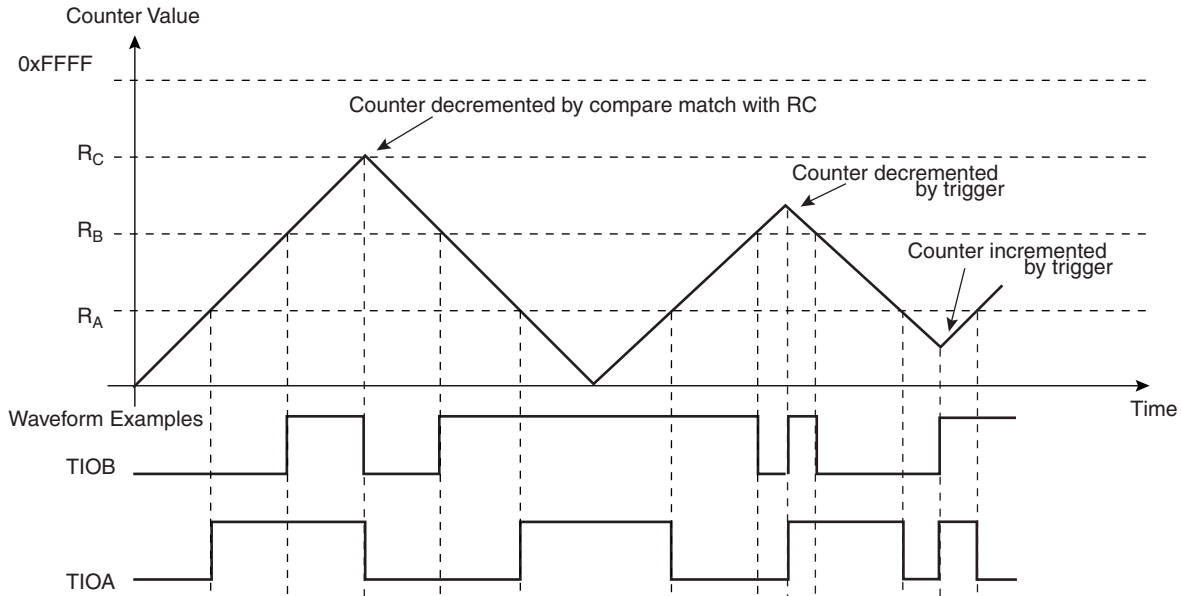 Counter Value
0xFFFF
Counter decremented by compare match with RC
RC
Counter decremented
by trigger
RB
Counter incremented
by trigger
RA
Time
Waveform Examples
TIOB
TIOA